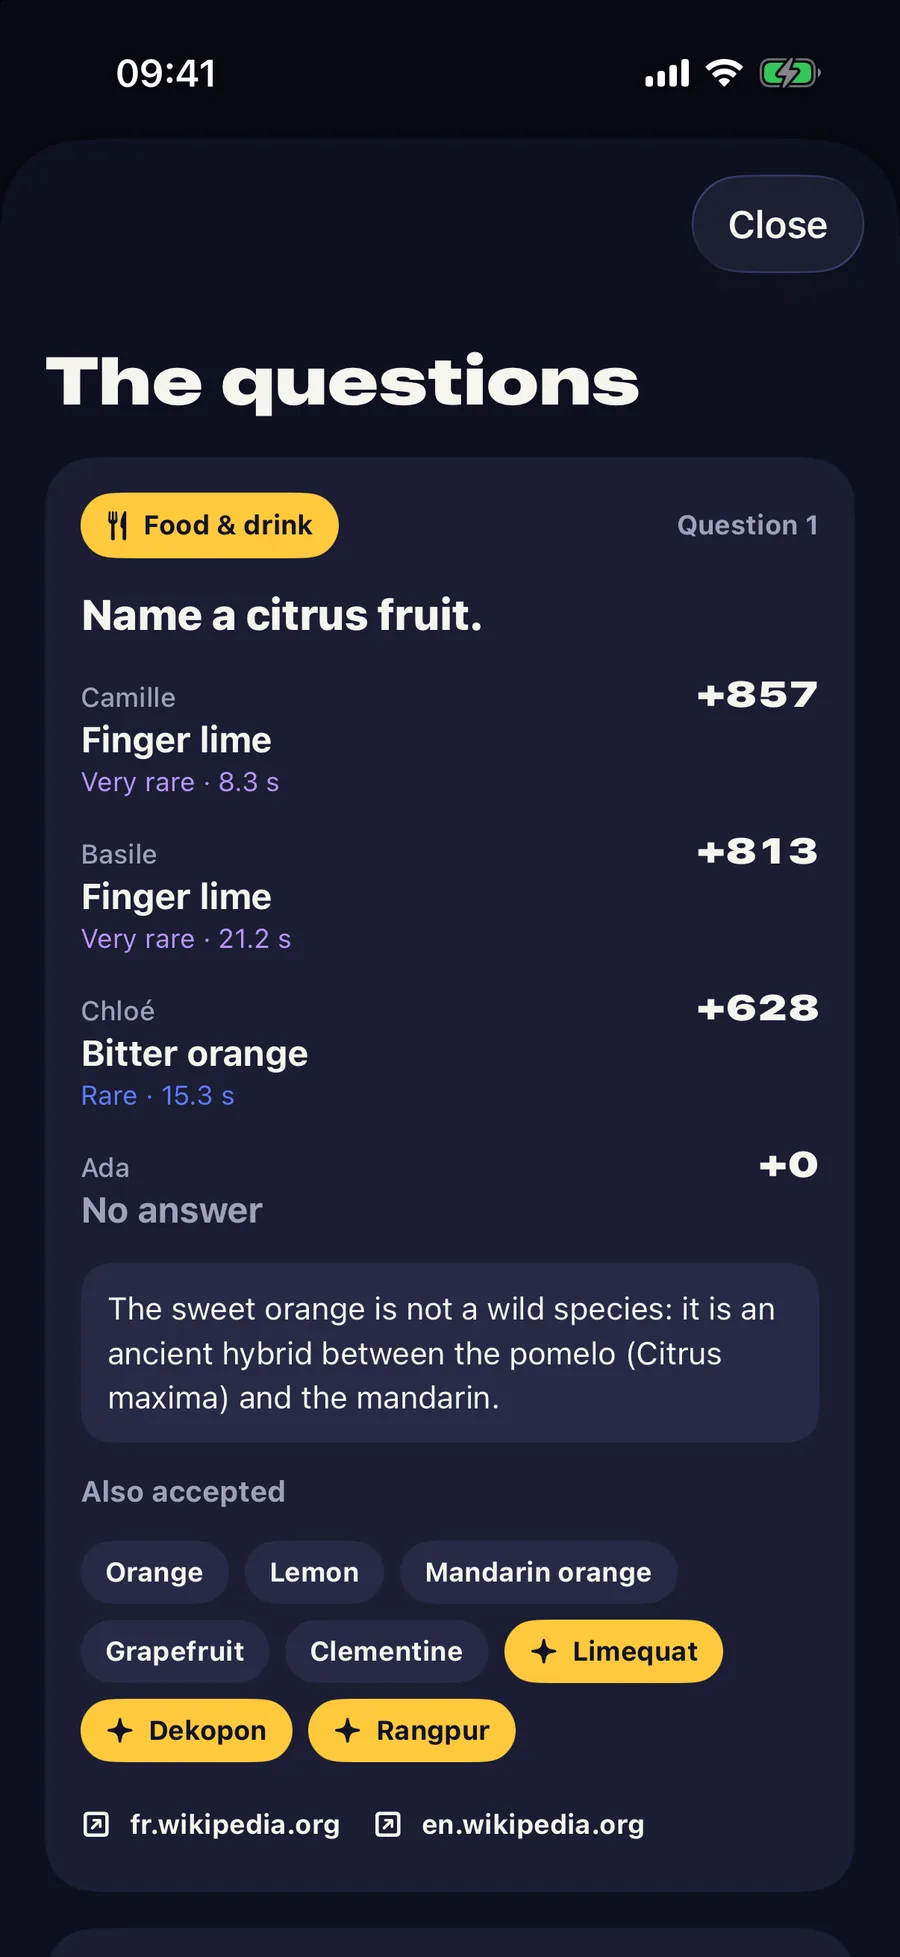 09:41
Close
The questions
Food & drink
Question 1
Name a citrus fruit.
Camille
+857
Finger lime
Very rare · 8.3 s
Basile
+813
Finger lime
Very rare · 21.2 s
Chloé
+628
Bitter orange
Rare · 15.3 s
Ada
+0
No answer
The sweet orange is not a wild species: it is an
ancient hybrid between the pomelo (Citrus
maxima) and the mandarin.
Also accepted
Orange Lemon Mandarin orange
Grapefruit Clementine Limequat
Dekopon Rangpur
fr.wikipedia.org en.wikipedia.org